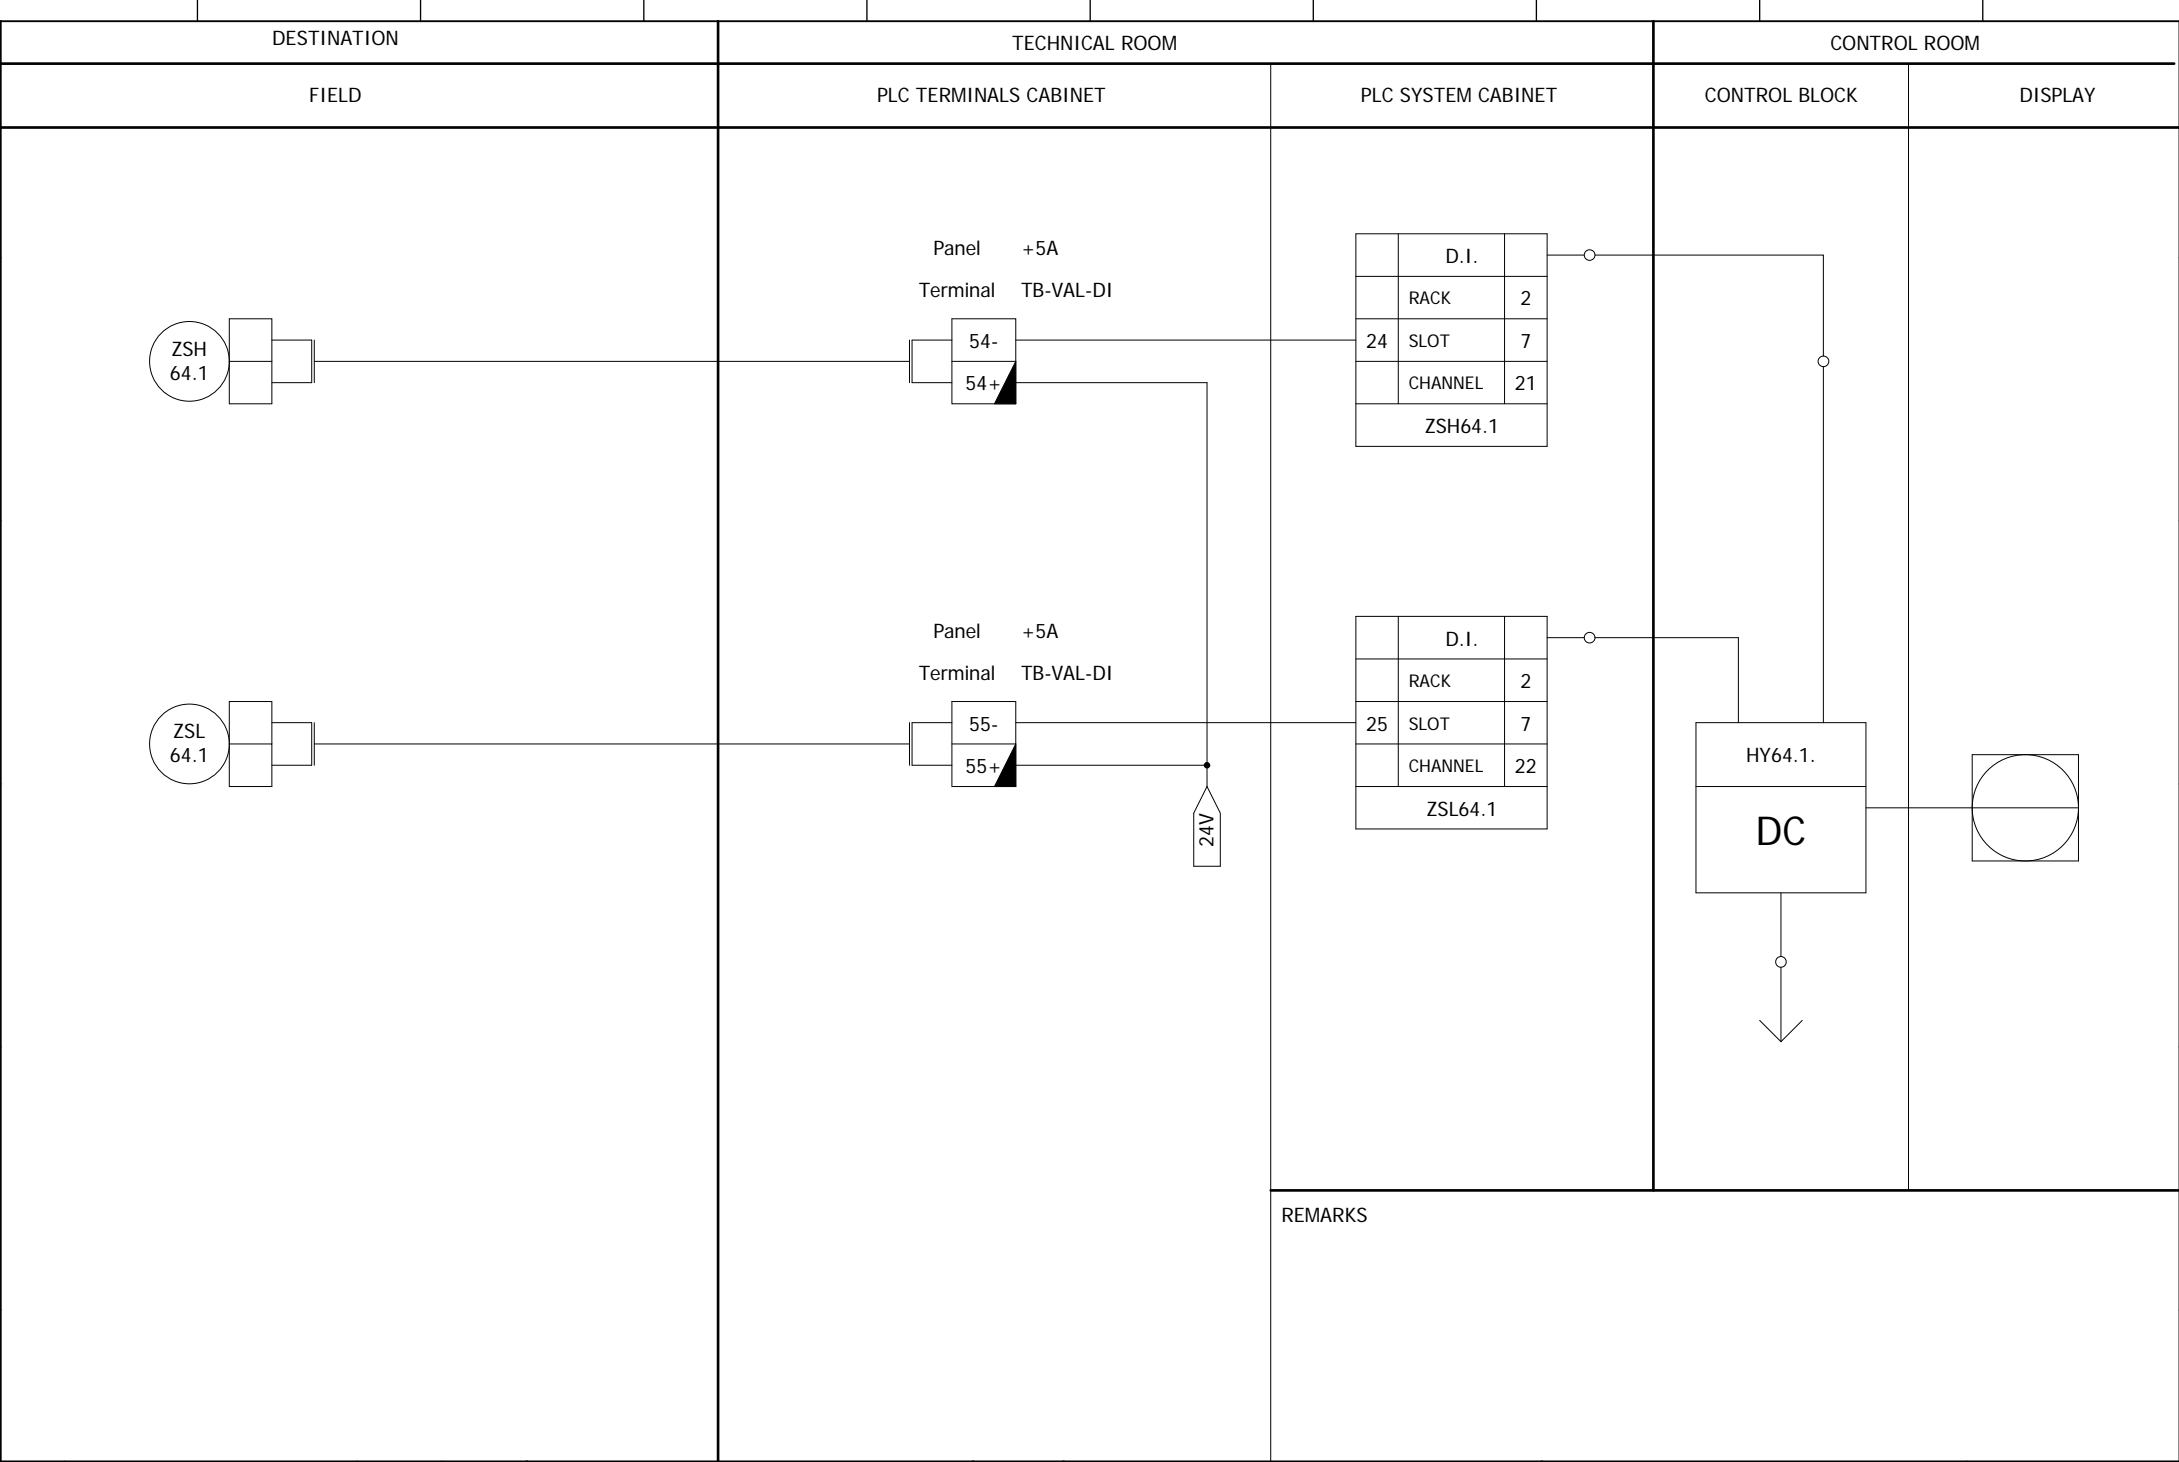 DESTINATION
TECHNICAL ROOM
CONTROL ROOM
FIELD
PLC TERMINALS CABINET
PLC SYSTEM CABINET
CONTROL BLOCK
DISPLAY
ZSH
64.1
Panel +5A
Terminal TB-VAL-DI
54-
54+
D.I.
RACK 2
24 SLOT 7
CHANNEL 21
ZSH64.1
ZSL
64.1
Panel +5A
Terminal TB-VAL-DI
55-
55+
24V
D.I.
RACK 2
25 SLOT 7
CHANNEL 22
ZSL64.1
HY64.1.
DC
REMARKS